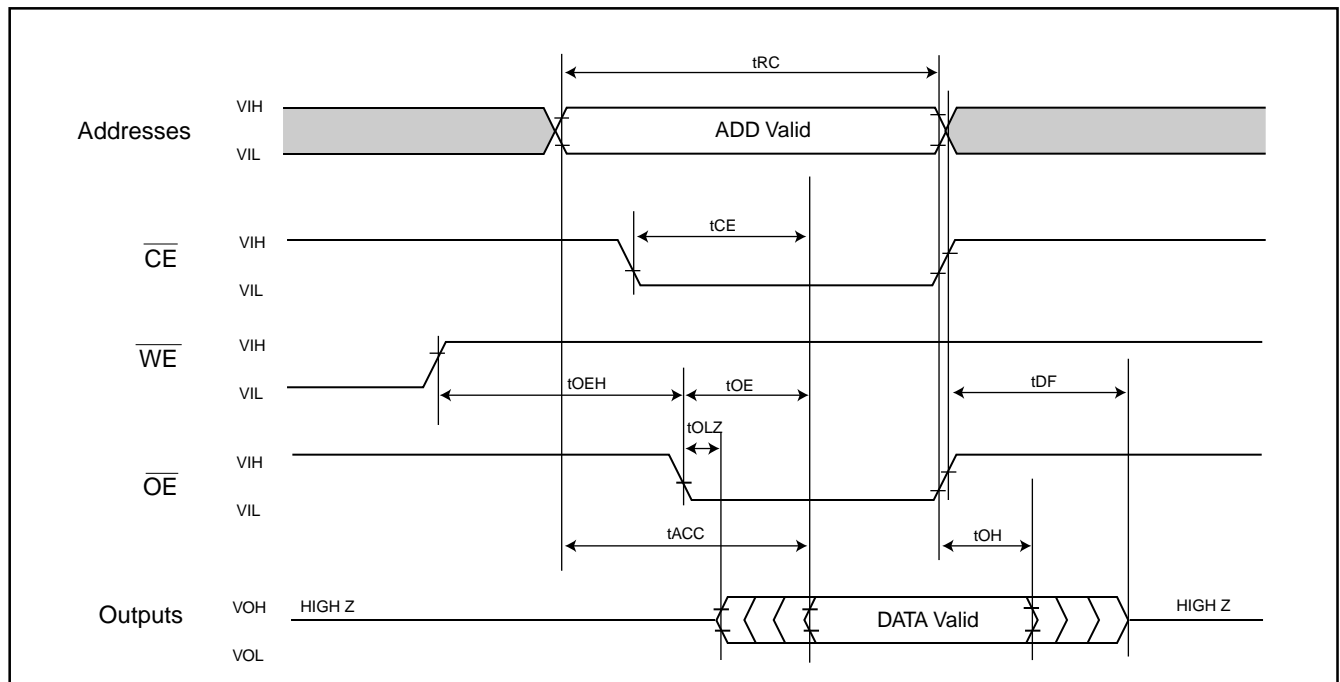 tRC
VIH
Addresses
ADD Valid
VIL
tCE
VIH
CE
VIL
VIH
WE
VIL
tOEH
tOE
tDF
tOLZ
VIH
OE
VIL
tACC
tOH
VOH
HIGH Z
HIGH Z
Outputs
DATA Valid
VOL